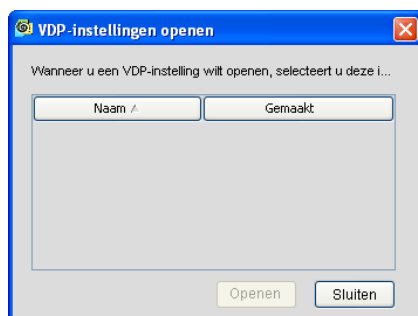 VDP-instellingen openen
Wanneer u een VDP-instelling wilt openen, selecteert u deze i...
Naam Gemaakt
Openen Sluiten